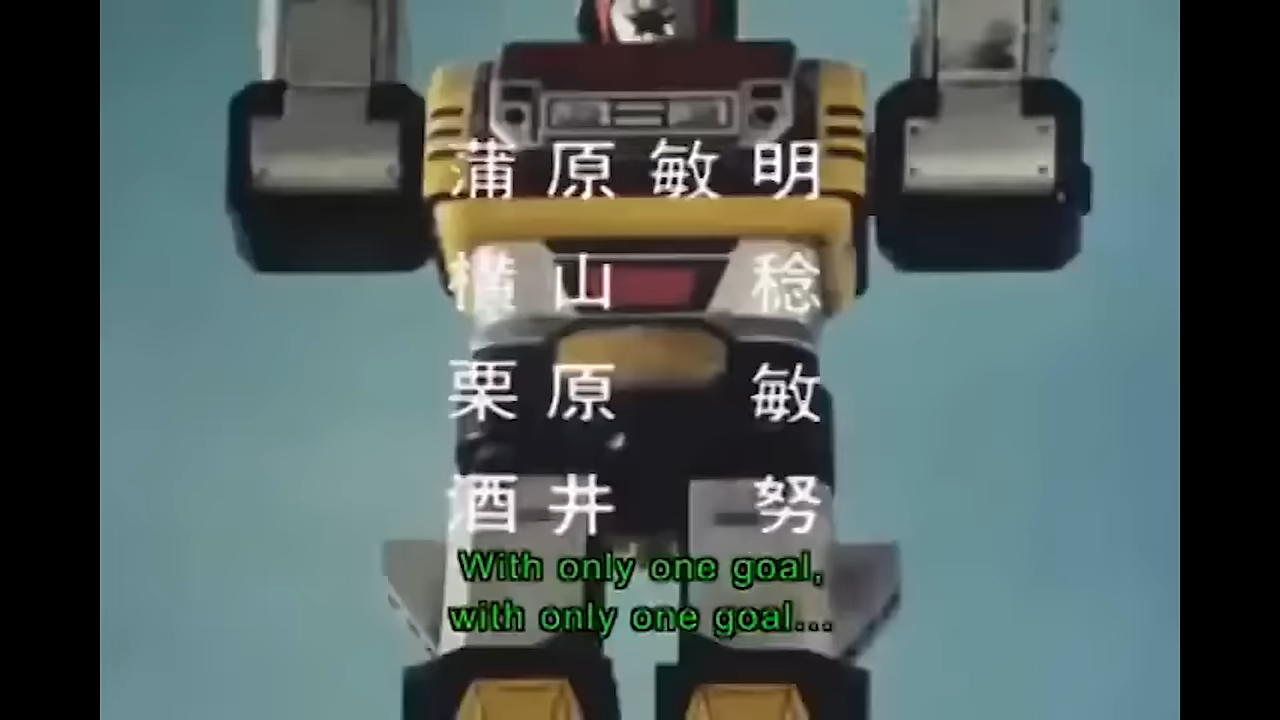 蒲原敏明
横山 稔
栗原 敏
酒井 努
With only one goal,
with only one goal...